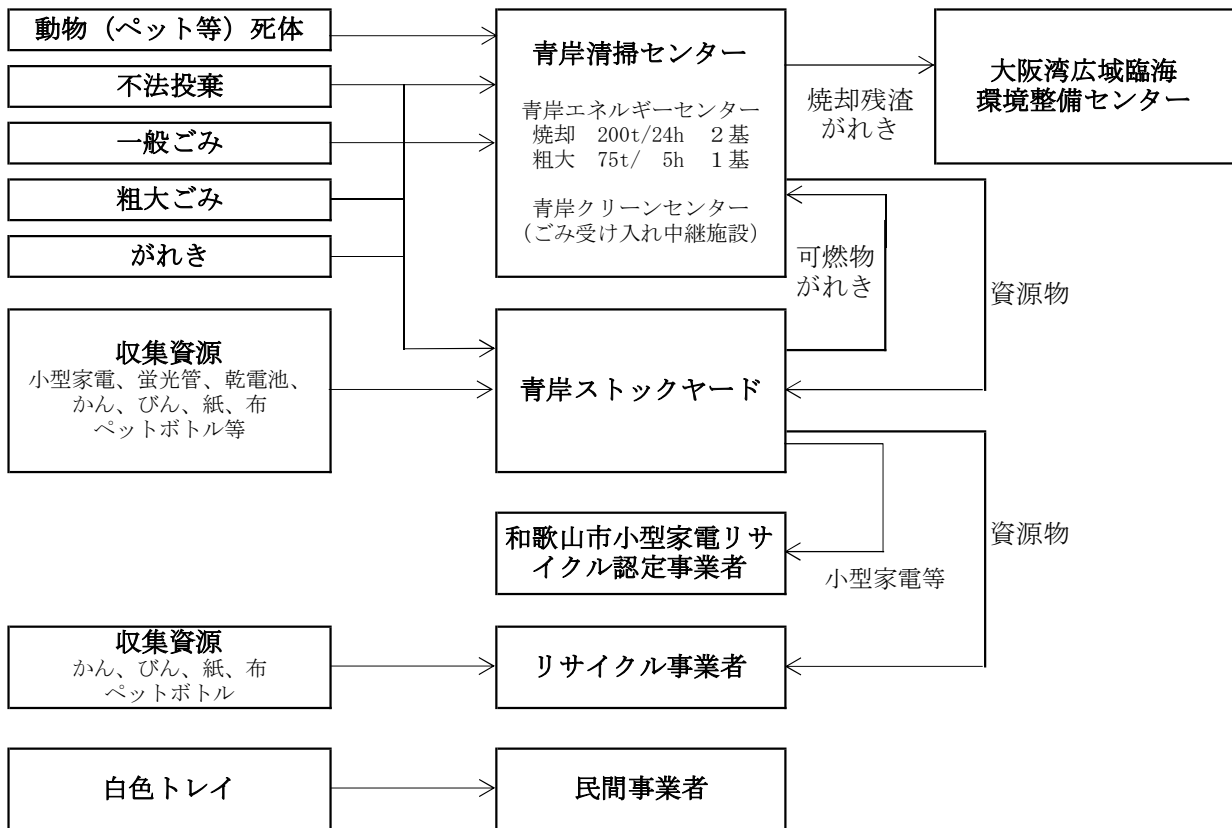 動物（ペット等）死体
不法投棄
一般ごみ
粗大ごみ
がれき
収集資源
小型家電、蛍光管、乾電池、
かん、びん、紙、布
ペットボトル等
収集資源
かん、びん、紙、布
ペットボトル
白色トレイ
青岸清掃センター
青岸エネルギーセンター
焼却　200t/24h　２基
粗大　75t/　5h　１基
青岸クリーンセンター
（ごみ受け入れ中継施設）
青岸ストックヤード
和歌山市小型家電リサ
イクル認定事業者
リサイクル事業者
民間事業者
焼却残渣
がれき
可燃物
がれき
資源物
小型家電等
資源物
大阪湾広域臨海
環境整備センター